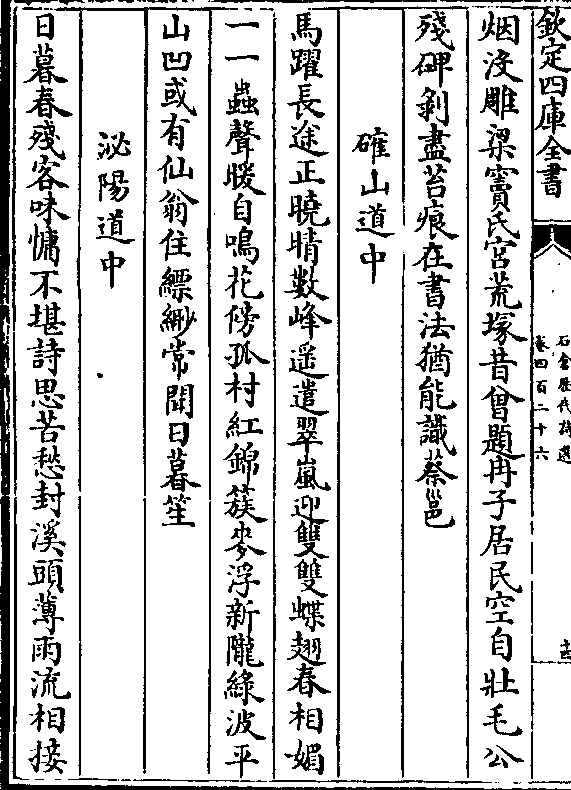 欽定四庫全書
石倉歷代詩選
卷四百二十六
十三
烟没雕梁竇氏宫荒塚昔曾題冉子居民空自壯毛公
殘碑剥盡苔痕在書法猶能識蔡邕
確山道中
馬躍長途正曉晴數峰遥遣翠嵐迎雙雙蝶翅春相媚
一一蟲聲暖自鳴花傍孤村紅錦簇麥浮新隴綠波平
山凹或有仙翁住縹緲常聞日暮笙
泌陽道中
日暮春殘客味慵不堪詩思苦愁封溪頭薄雨流相接